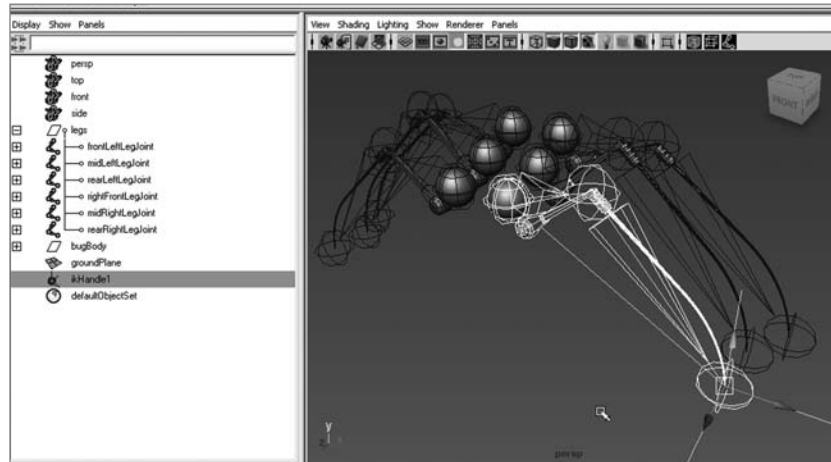 Display Show Panels
View Shading Lighting Show Renderer Panels
persp
top
front
side
legs
frontLeftLegJoint
midLeftLegJoint
rearLeftLegJoint
rightFrontLegJoint
midRightLegJoint
rearRightLegJoint
bugBody
groundPlane
ikHandle1
defaultObjectSet
FRONT
y
persp